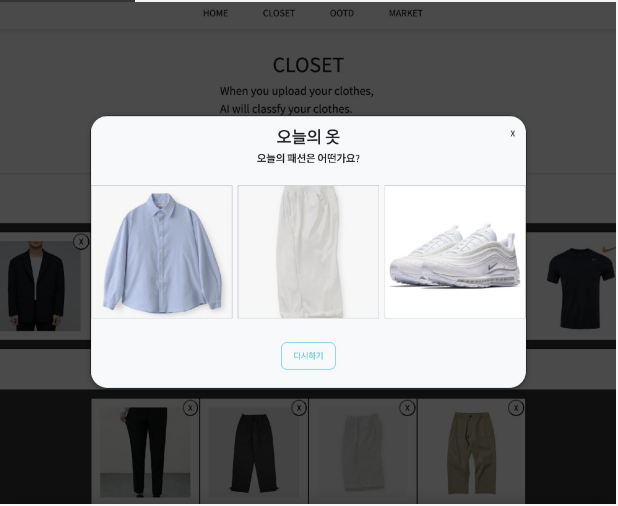 HOME CLOSET OOTD MARKET
CLOSET
When you upload your clothes,
AI will classfy your clothes.
오늘의 옷
X
오늘의 패션은 어떤가요?
X
다시하기
X X X X